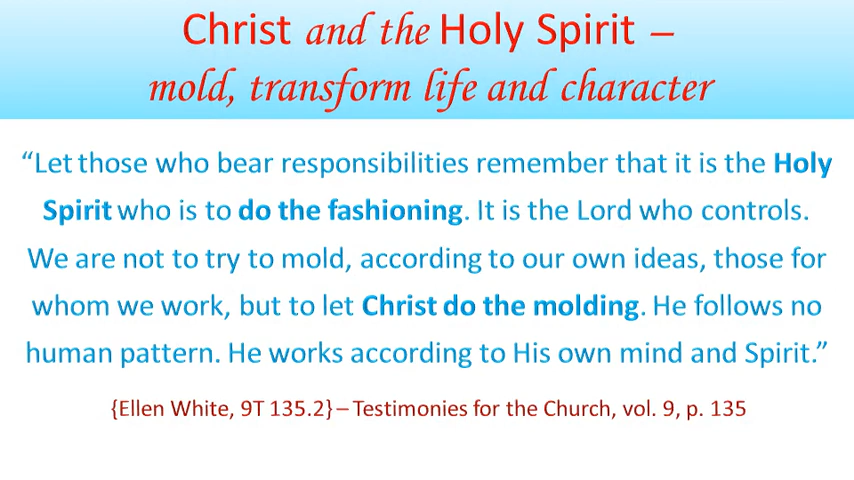 Christ and the Holy Spirit –
mold, transform life and character
“Let those who bear responsibilities remember that it is the Holy
Spirit who is to do the fashioning. It is the Lord who controls.
We are not to try to mold, according to our own ideas, those for
whom we work, but to let Christ do the molding. He follows no
human pattern. He works according to His own mind and Spirit.”
{Ellen White, 9T 135.2} – Testimonies for the Church, vol. 9, p. 135